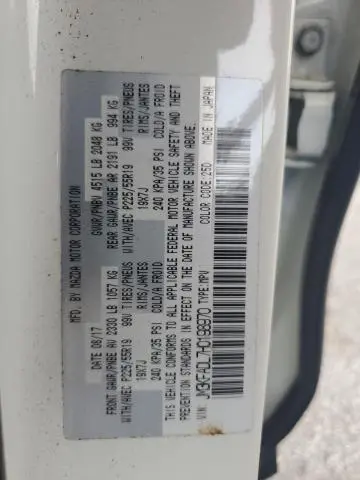 MFD. BY MAZDA MOTOR CORPORATION
DATE 06/17 GVWR/PNBV 4515 LB 2048 KG
FRONT GAWR/PNBE AV 2330 LB 1057 KG REAR GAWR/PNBE AR 2191 LB 994 KG
WITH/AVEC P225/55R19 99V TIRES/PNEUS WITH/AVEC P225/55R19 99V TIRES/PNEUS
19X7J RIMS/JANTES 19X7J RIMS/JANTES
240 KPA/35 PSI COLD/A FROID 240 KPA/35 PSI COLD/A FROID
THIS VEHICLE CONFORMS TO ALL APPLICABLE FEDERAL MOTOR VEHICLE SAFETY AND THEFT
PREVENTION STANDARDS IN EFFECT ON THE DATE OF MANUFACTURE SHOWN ABOVE.
VIN: TYPE:MPV COLOR CODE:25D MADE IN JAPAN